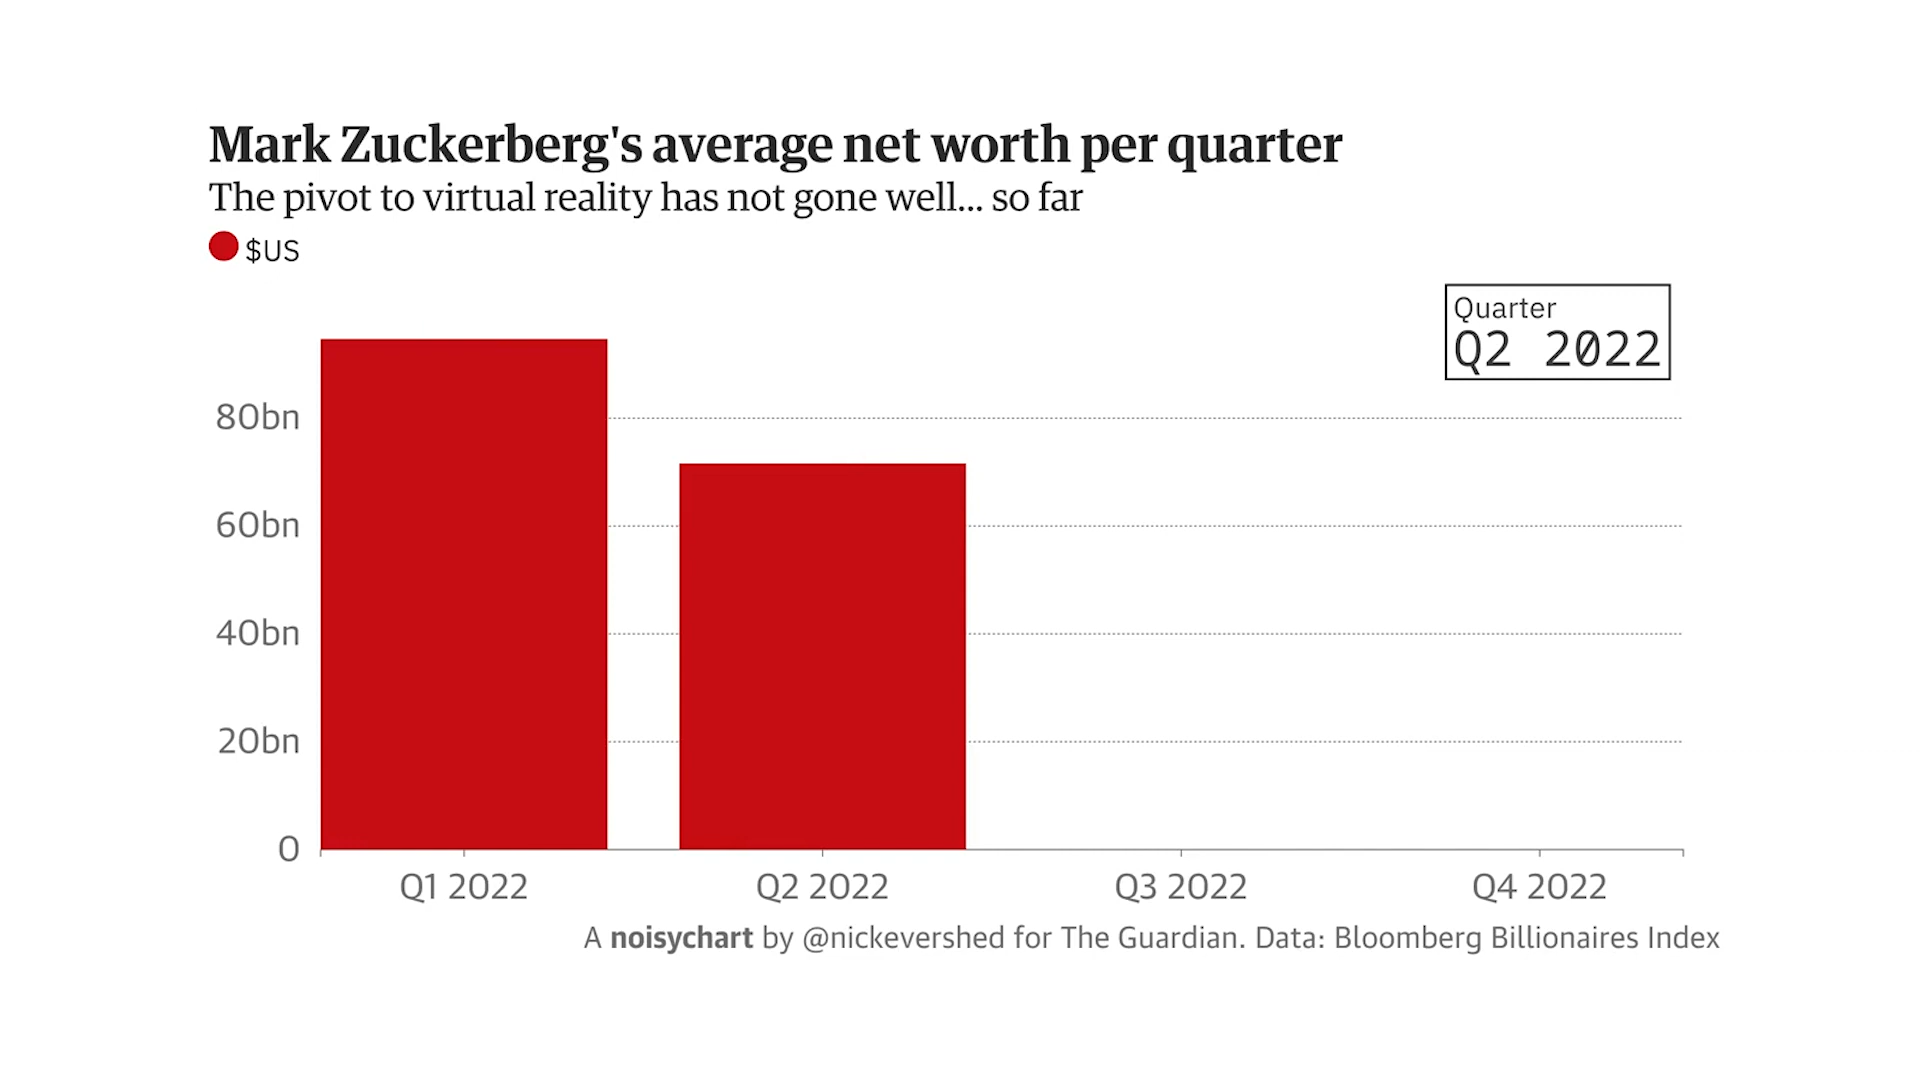 Mark Zuckerberg's average net worth per quarter
The pivot to virtual reality has not gone well... so far
$US
Quarter
Q2 2022
80bn
60bn
40bn
20bn
0
Q1 2022
Q2 2022
Q3 2022
Q4 2022
A noisychart by @nickevershed for The Guardian. Data: Bloomberg Billionaires Index